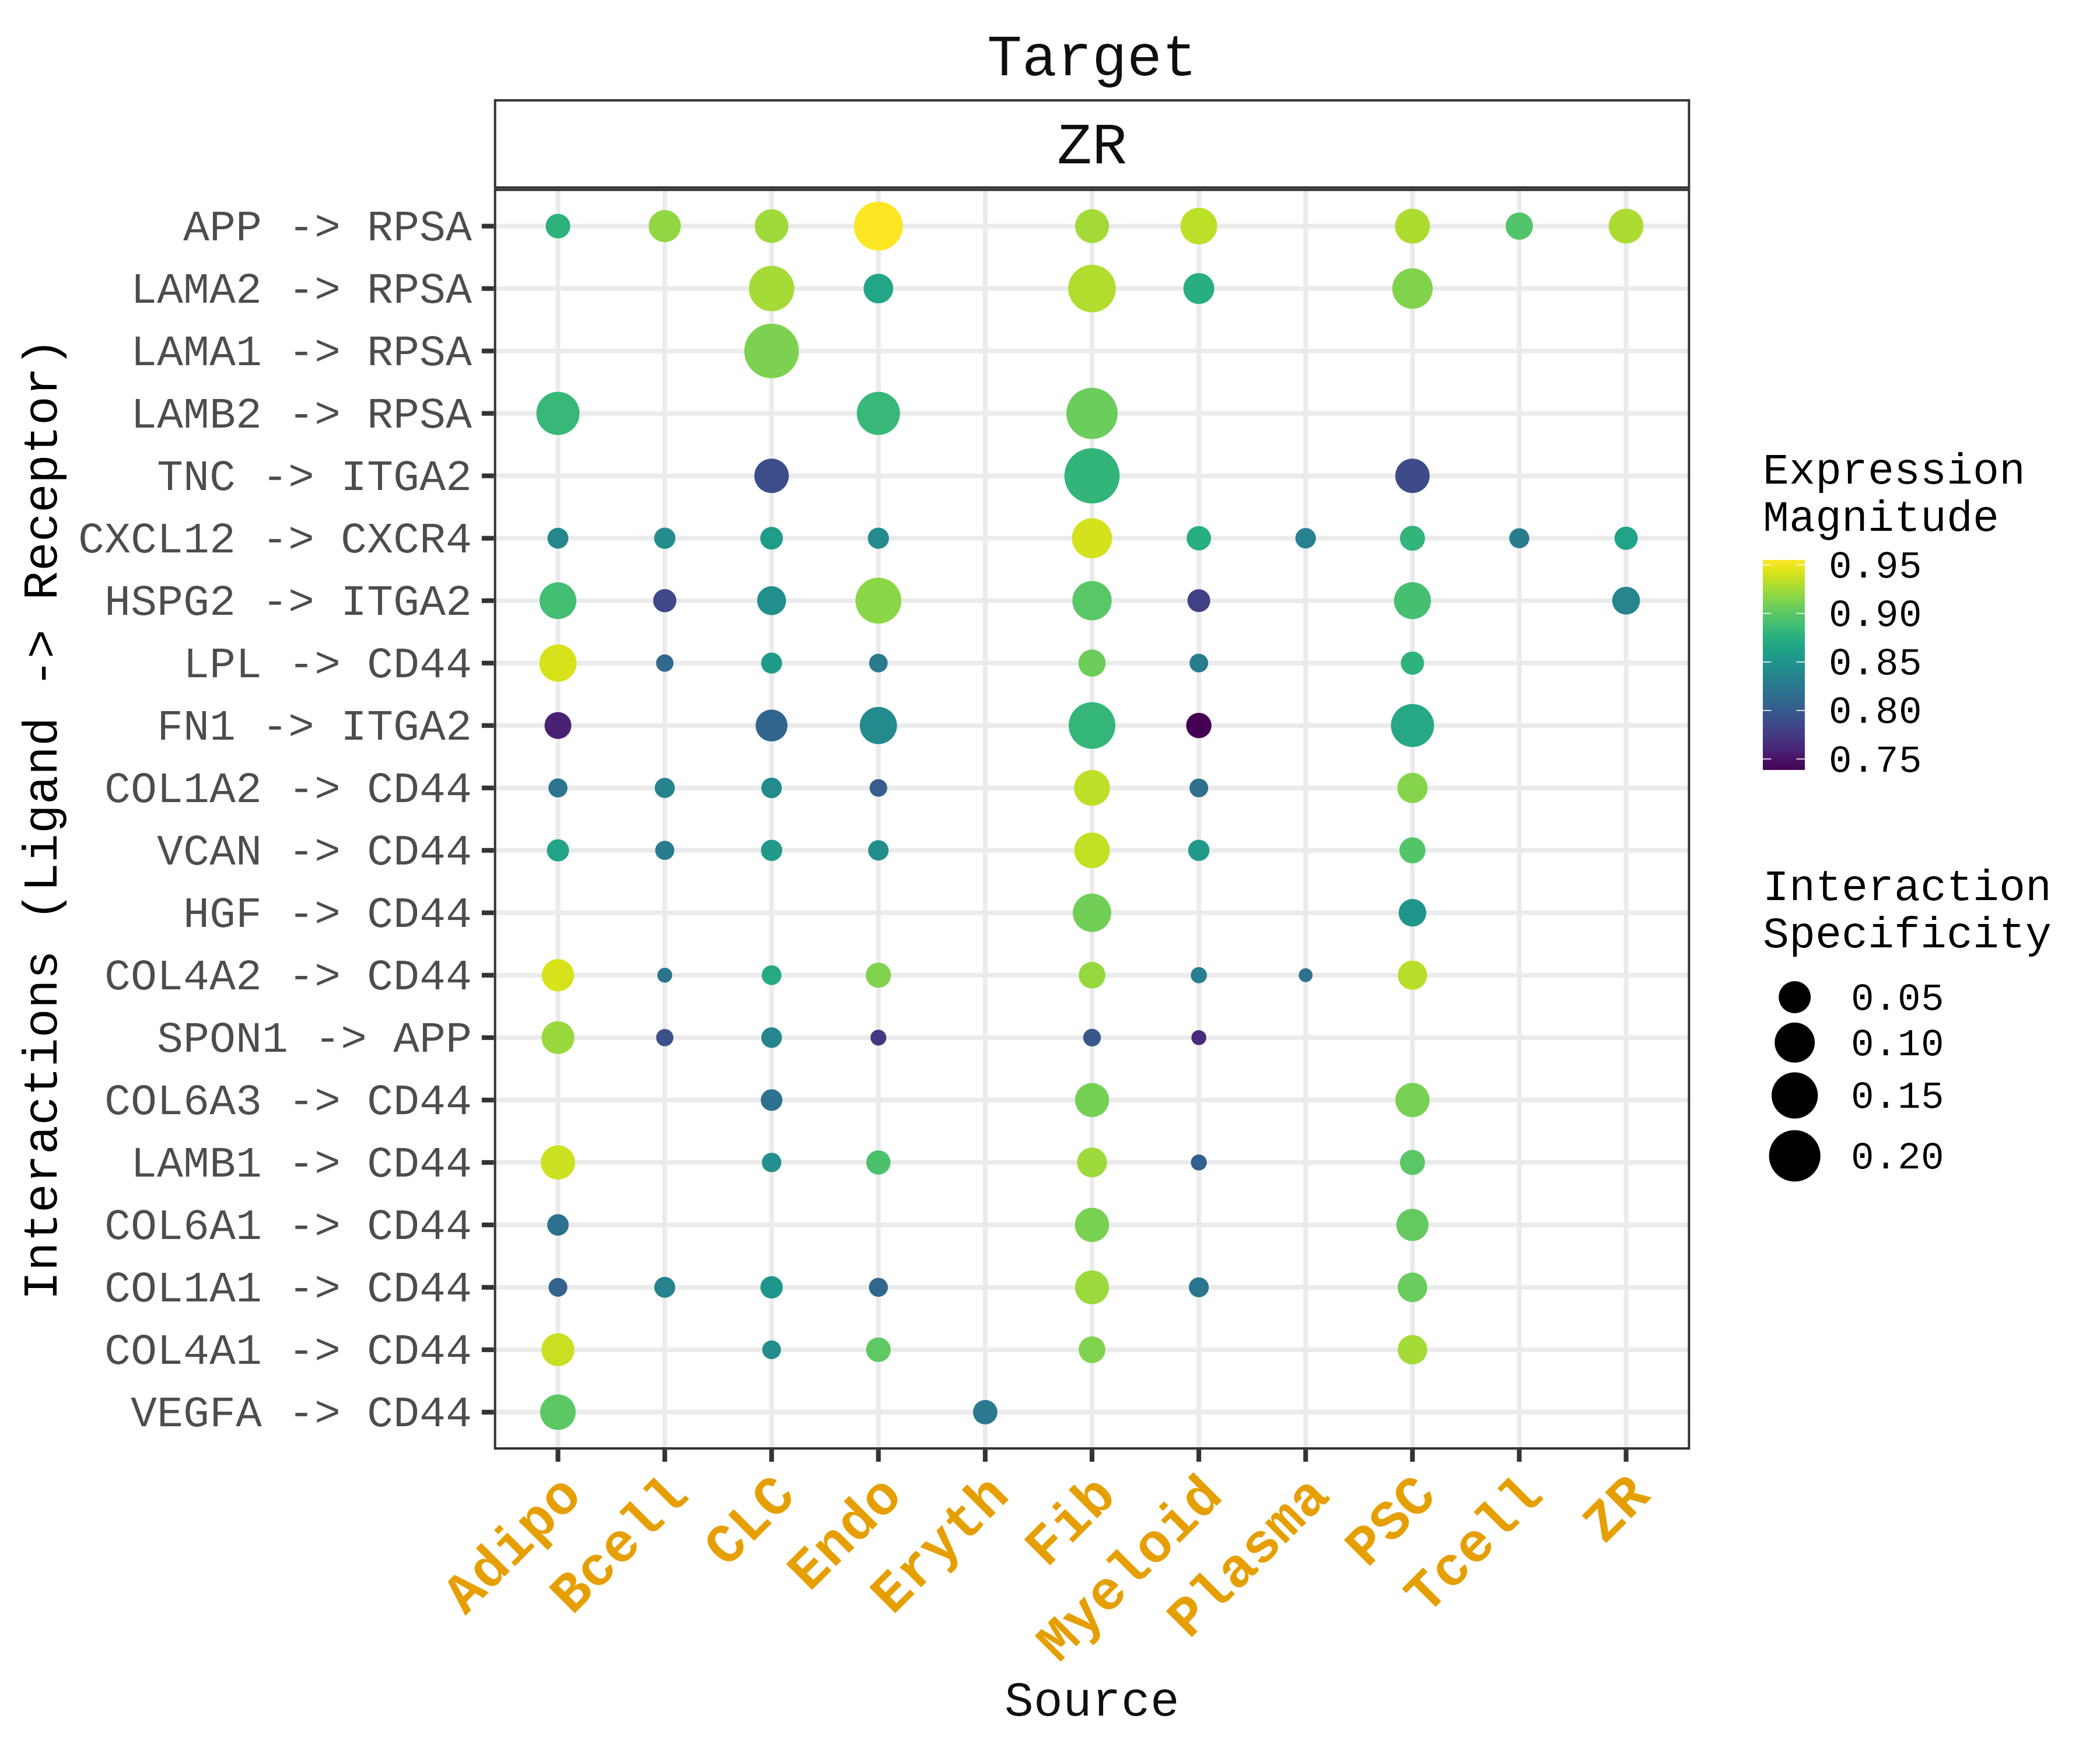 Target
ZR
Interactions (Ligand -> Receptor)
APP -> RPSA
LAMA2 -> RPSA
LAMA1 -> RPSA
LAMB2 -> RPSA
TNC -> ITGA2
CXCL12 -> CXCR4
HSPG2 -> ITGA2
LPL -> CD44
FN1 -> ITGA2
COL1A2 -> CD44
VCAN -> CD44
HGF -> CD44
COL4A2 -> CD44
SPON1 -> APP
COL6A3 -> CD44
LAMB1 -> CD44
COL6A1 -> CD44
COL1A1 -> CD44
COL4A1 -> CD44
VEGFA -> CD44
Adipo
Bcell
CLC
Endo
Eryth
Fib
Myeloid
Plasma
PSC
Tcell
ZR
Source
Expression
Magnitude
0.95
0.90
0.85
0.80
0.75
Interaction
Specificity
0.05
0.10
0.15
0.20